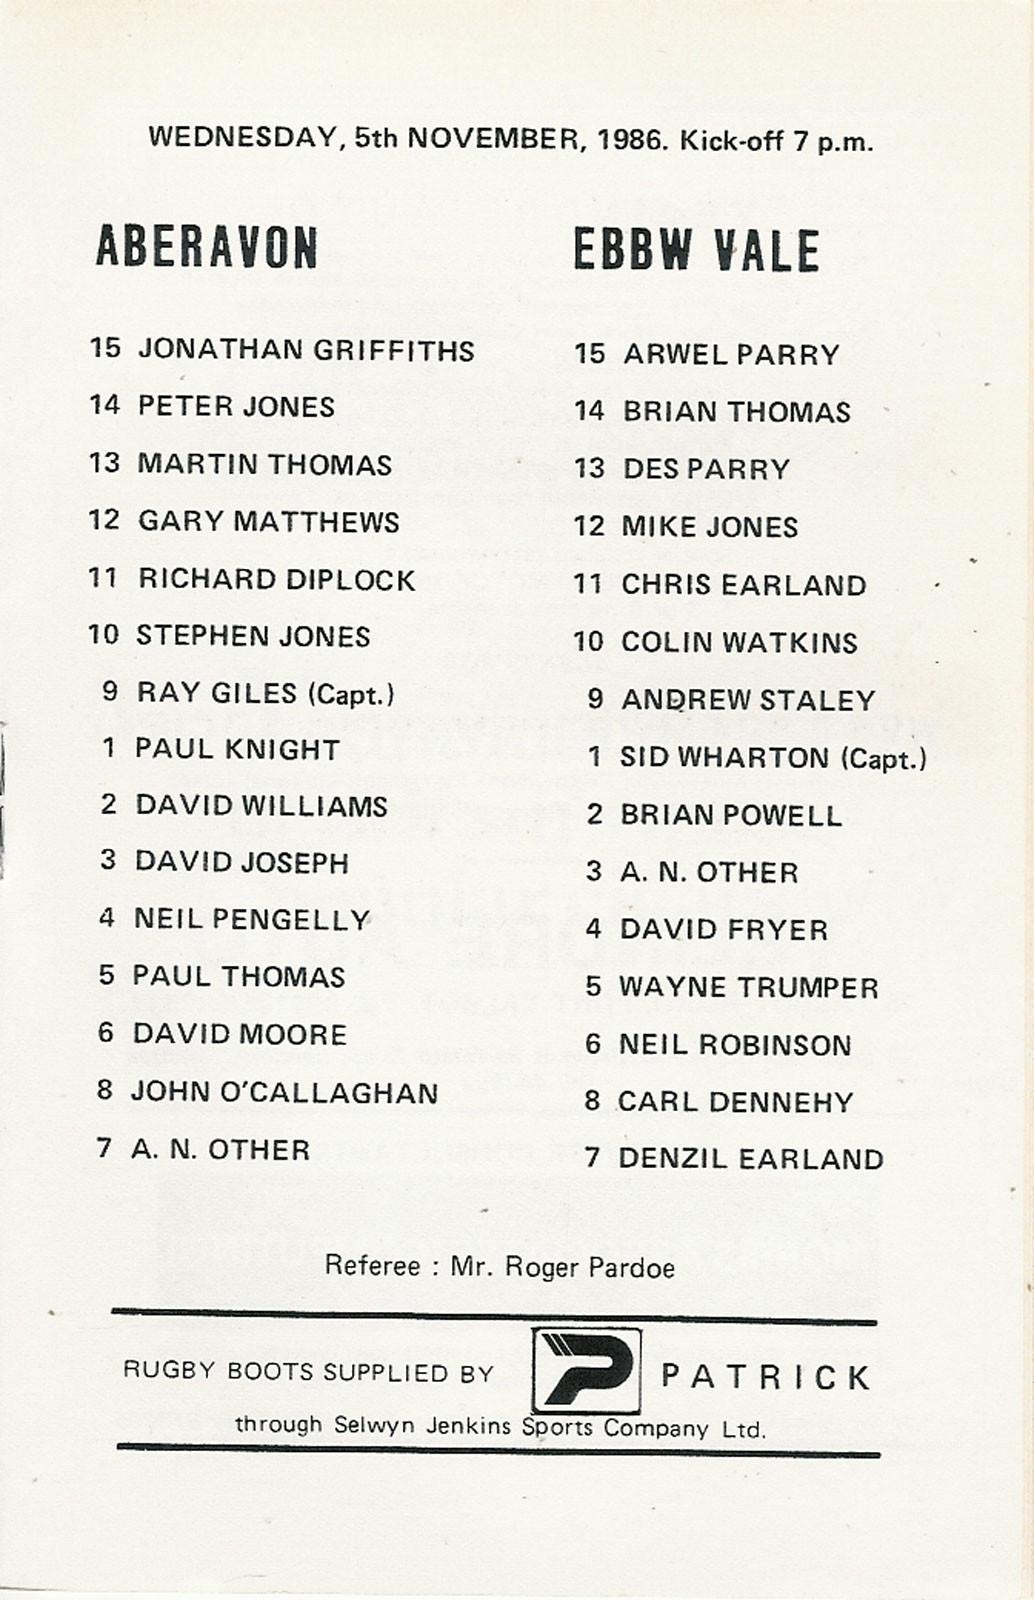 WEDNESDAY, 5th NOVEMBER, 1986. Kick-off 7 p.m.
ABERAVON
15 JONATHAN GRIFFITHS
14 PETER JONES
13 MARTIN THOMAS
12 GARY MATTHEWS
11 RICHARD DIPLOCK
10 STEPHEN JONES
9 RAY GILES (Capt.)
1 PAUL KNIGHT
2 DAVID WILLIAMS
3 DAVID JOSEPH
4 NEIL PENGELLY
5 PAUL THOMAS
6 DAVID MOORE
8 JOHN O'CALLAGHAN
7 A. N. OTHER
EBBW VALE
15 ARWEL PARRY
14 BRIAN THOMAS
13 DES PARRY
12 MIKE JONES
11 CHRIS EARLAND
10 COLIN WATKINS
9 ANDREW STALEY
1 SID WHARTON (Capt.)
2 BRIAN POWELL
3 A. N. OTHER
4 DAVID FRYER
5 WAYNE TRUMPER
6 NEIL ROBINSON
8 CARL DENNEHY
7 DENZIL EARLAND
Referee : Mr. Roger Pardoe
RUGBY BOOTS SUPPLIED BY P PATRICK
through Selwyn Jenkins Sports Company Ltd.